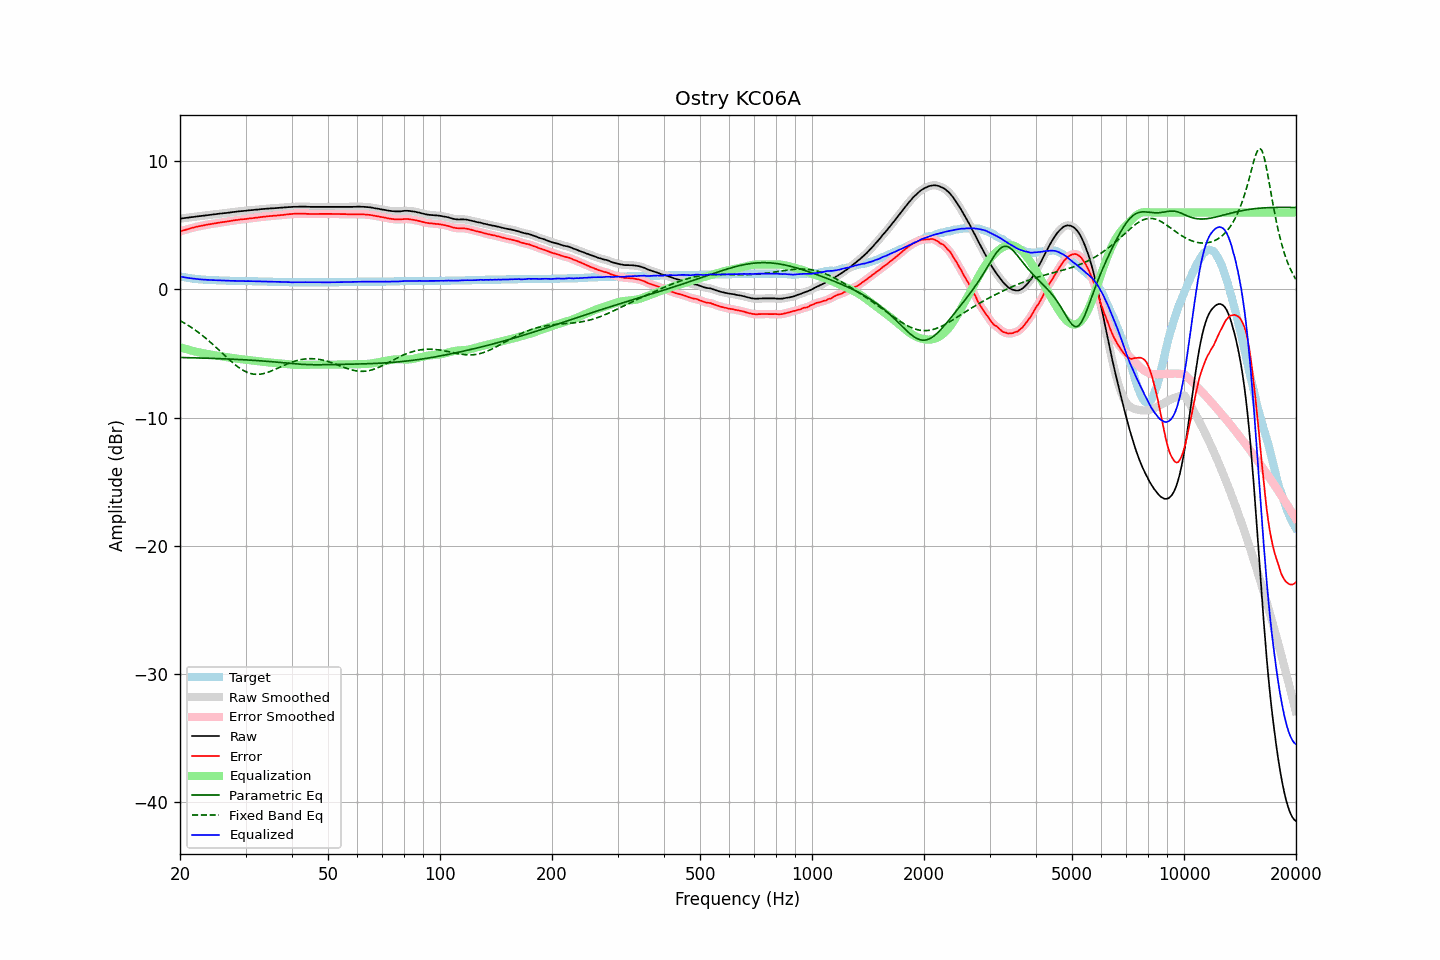 Ostry KC06A
Amplitude (dBr)
10
0
−10
−20
−30
−40
Target
Raw Smoothed
Error Smoothed
Raw
Error
Equalization
Parametric Eq
Fixed Band Eq
Equalized
20 50 100 200 500 1000 2000 5000 10000 20000
Frequency (Hz)